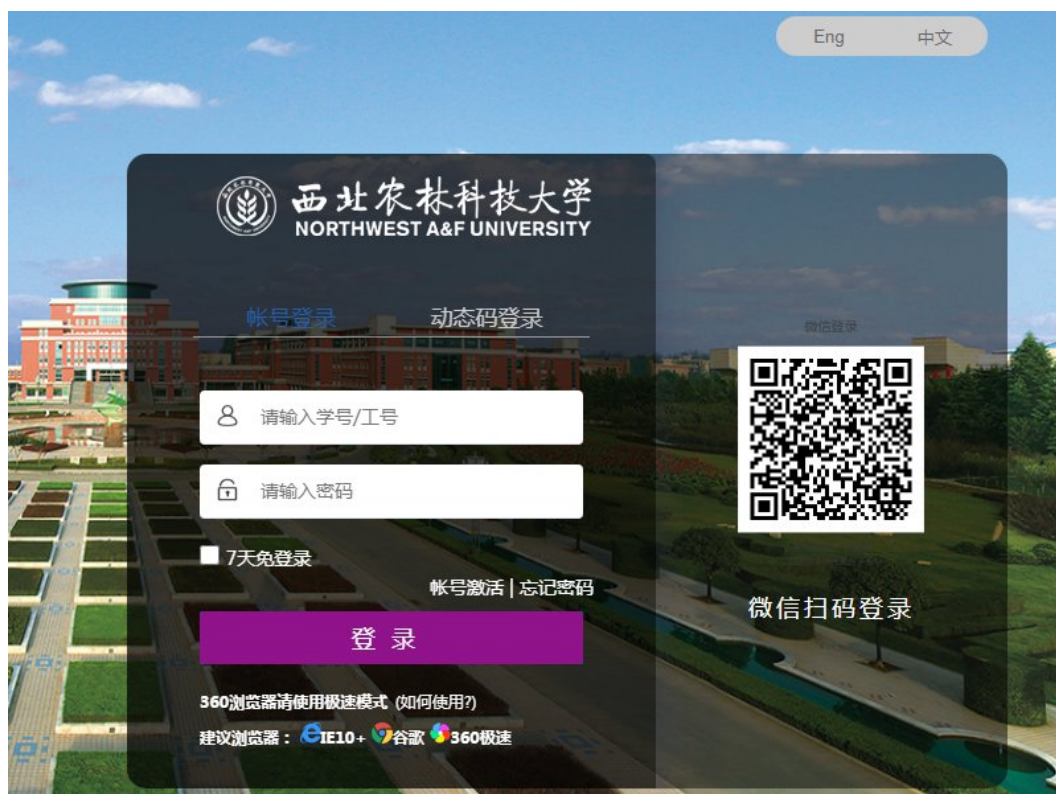 Eng 中文
西北农林科技大学
NORTHWEST A&F UNIVERSITY
帐号登录 动态码登录
请输入学号/工号
请输入密码
7天免登录
帐号激活 | 忘记密码
登 录
360浏览器请使用极速模式 (如何使用?)
建议浏览器： IE10+ 谷歌 360极速
微信登录
微信扫码登录